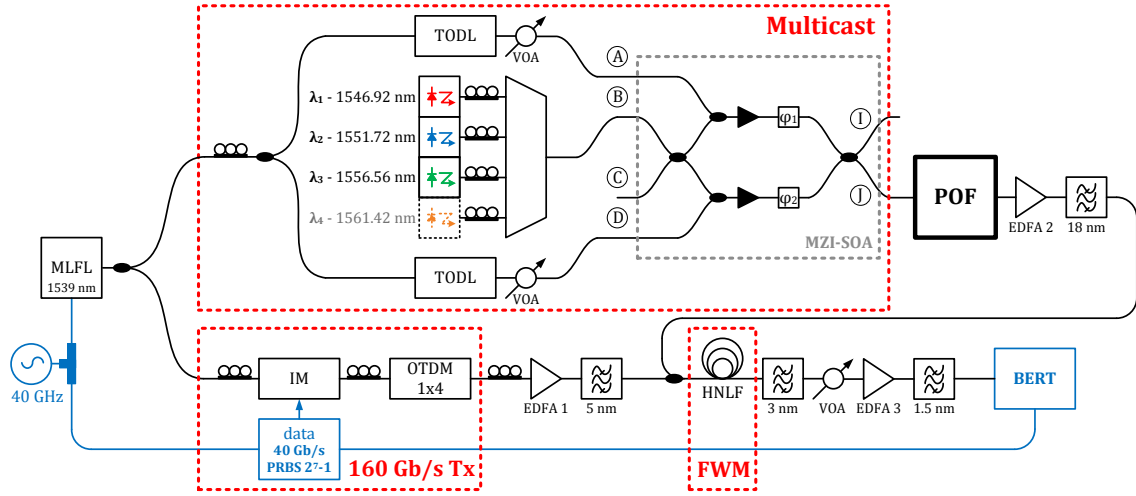 Multicast
TODL
VOA
λ₁ - 1546.92 nm
λ₂ - 1551.72 nm
λ₃ - 1556.56 nm
λ₄ - 1561.42 nm
A
B
C
D
φ₁
φ₂
I
J
MZI-SOA
TODL
VOA
POF
EDFA 2
18 nm
MLFL
1539 nm
40 GHz
IM
OTDM
1x4
EDFA 1
5 nm
HNLF
3 nm
VOA
EDFA 3
1.5 nm
BERT
data
40 Gb/s
PRBS 2⁷-1
160 Gb/s Tx
FWM